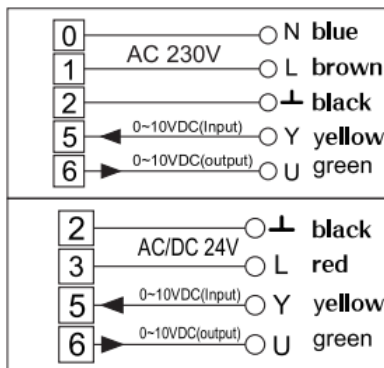 0 N blue
AC 230V
1 L brown
2 ⊥ black
5 0~10VDC(Input) Y yellow
6 0~10VDC(output) U green
2 ⊥ black
AC/DC 24V
3 L red
5 0~10VDC(Input) Y yellow
6 0~10VDC(output) U green